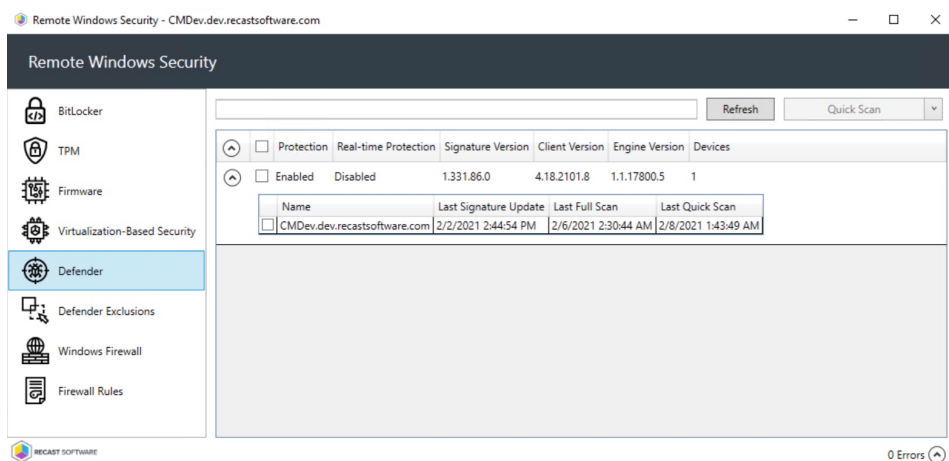 Remote Windows Security - CMDev.dev.recastsoftware.com
Remote Windows Security
BitLocker
TPM
Firmware
Virtualization-Based Security
Defender
Defender Exclusions
Windows Firewall
Firewall Rules
Refresh
Quick Scan
Protection Real-time Protection Signature Version Client Version Engine Version Devices
Enabled Disabled 1.331.86.0 4.18.2101.8 1.1.17800.5 1
Name Last Signature Update Last Full Scan Last Quick Scan
CMDev.dev.recastsoftware.com 2/2/2021 2:44:54 PM 2/6/2021 2:30:44 AM 2/8/2021 1:43:49 AM
RECAST SOFTWARE
0 Errors